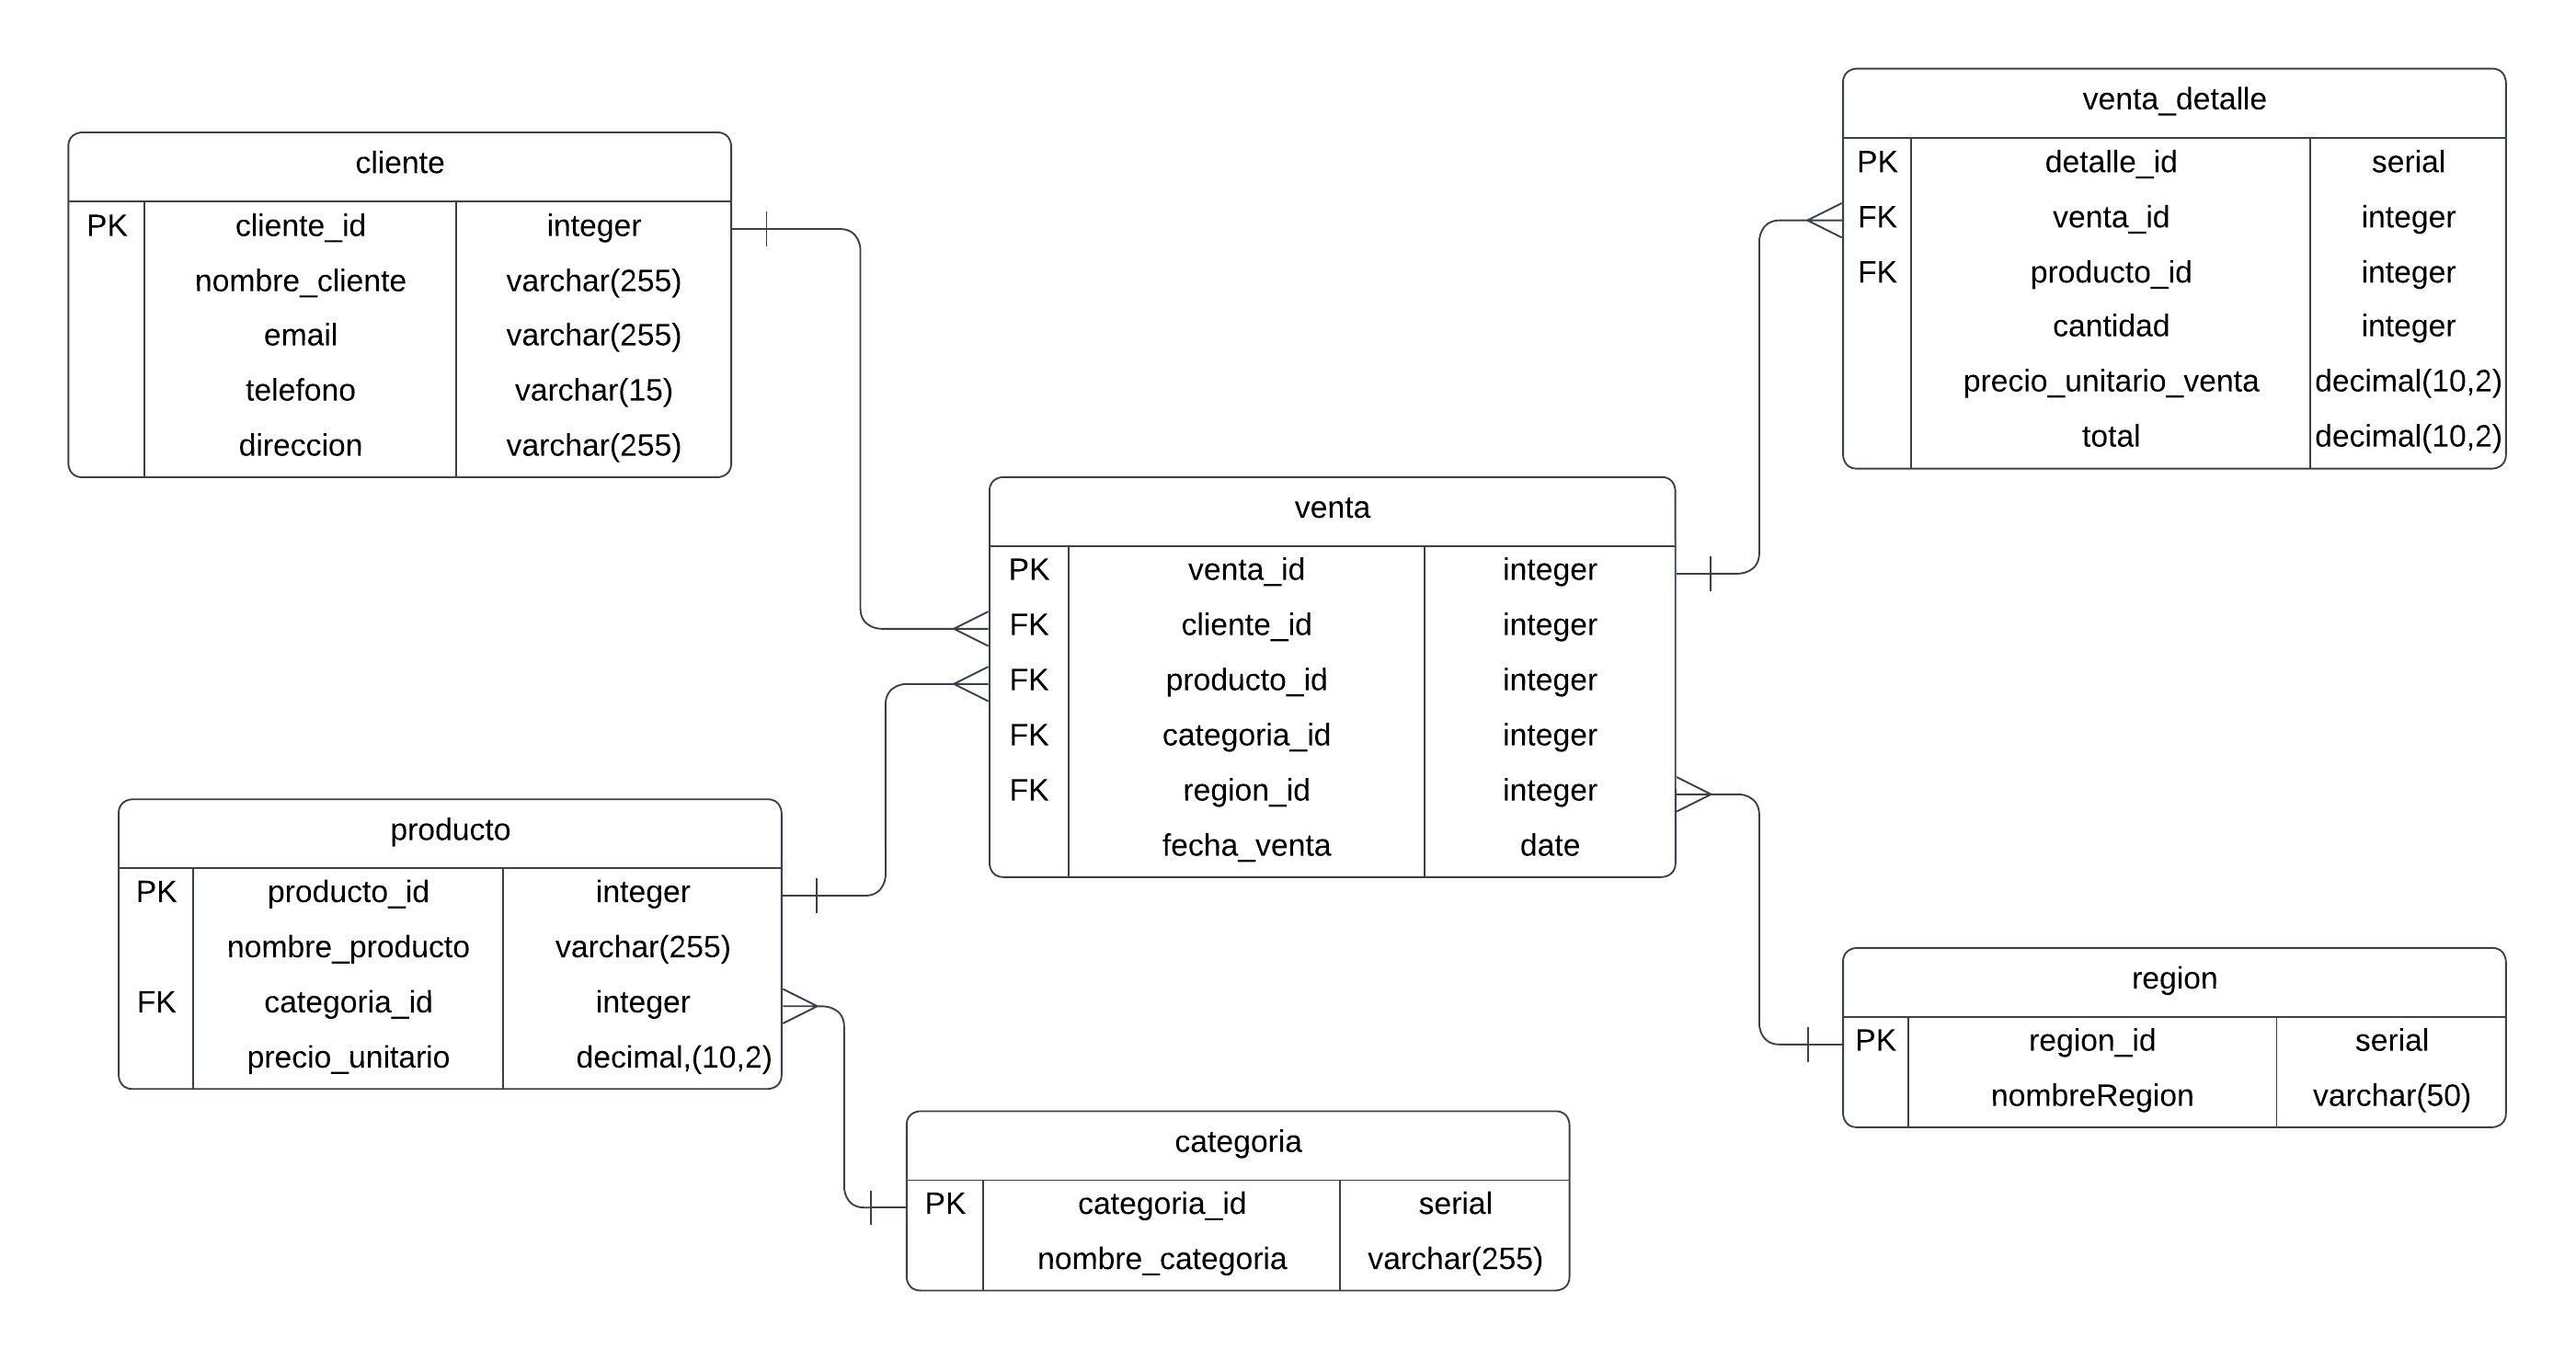 cliente
PK cliente_id integer
nombre_cliente varchar(255)
email varchar(255)
telefono varchar(15)
direccion varchar(255)
venta_detalle
PK detalle_id serial
FK venta_id integer
FK producto_id integer
cantidad integer
precio_unitario_venta decimal(10,2)
total decimal(10,2)
venta
PK venta_id integer
FK cliente_id integer
FK producto_id integer
FK categoria_id integer
FK region_id integer
fecha_venta date
producto
PK producto_id integer
nombre_producto varchar(255)
FK categoria_id integer
precio_unitario decimal,(10,2)
region
PK region_id serial
nombreRegion varchar(50)
categoria
PK categoria_id serial
nombre_categoria varchar(255)